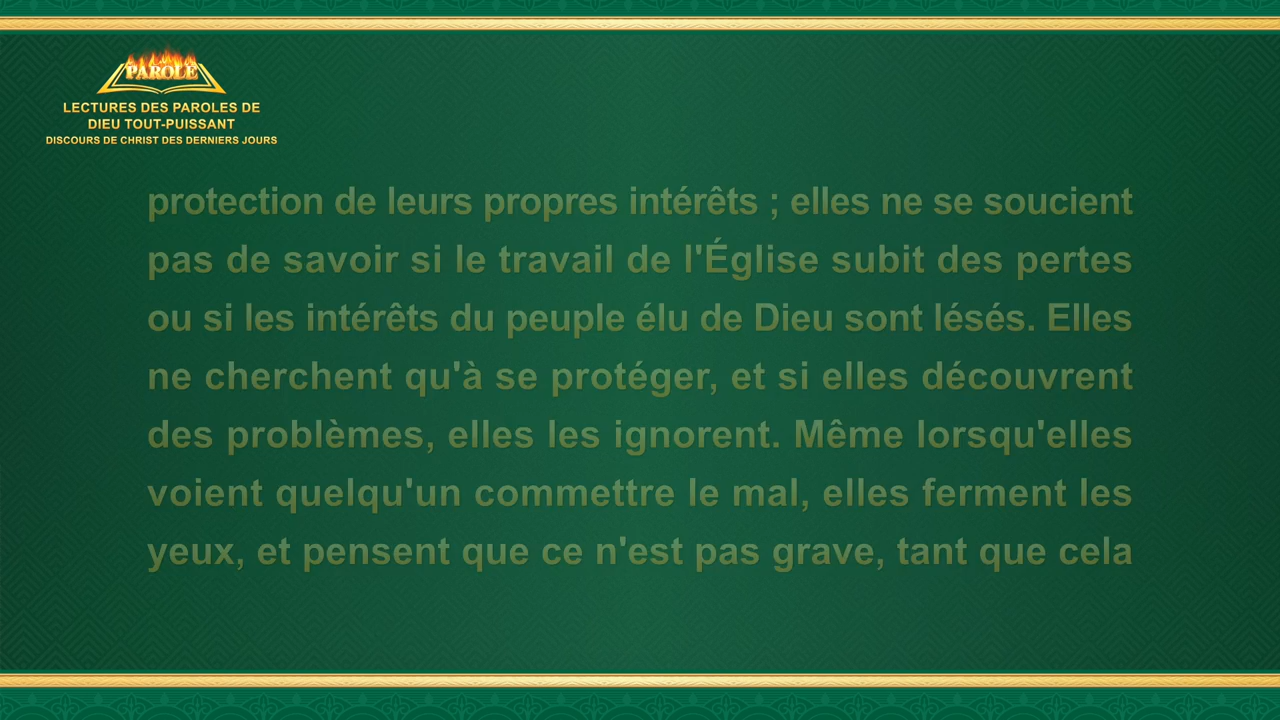 PAROLE
LECTURES DES PAROLES DE
DIEU TOUT-PUISSANT
DISCOURS DE CHRIST DES DERNIERS JOURS
protection de leurs propres intérêts ; elles ne se soucient
pas de savoir si le travail de l'Église subit des pertes
ou si les intérêts du peuple élu de Dieu sont lésés. Elles
ne cherchent qu'à se protéger, et si elles découvrent
des problèmes, elles les ignorent. Même lorsqu'elles
voient quelqu'un commettre le mal, elles ferment les
yeux, et pensent que ce n'est pas grave, tant que cela